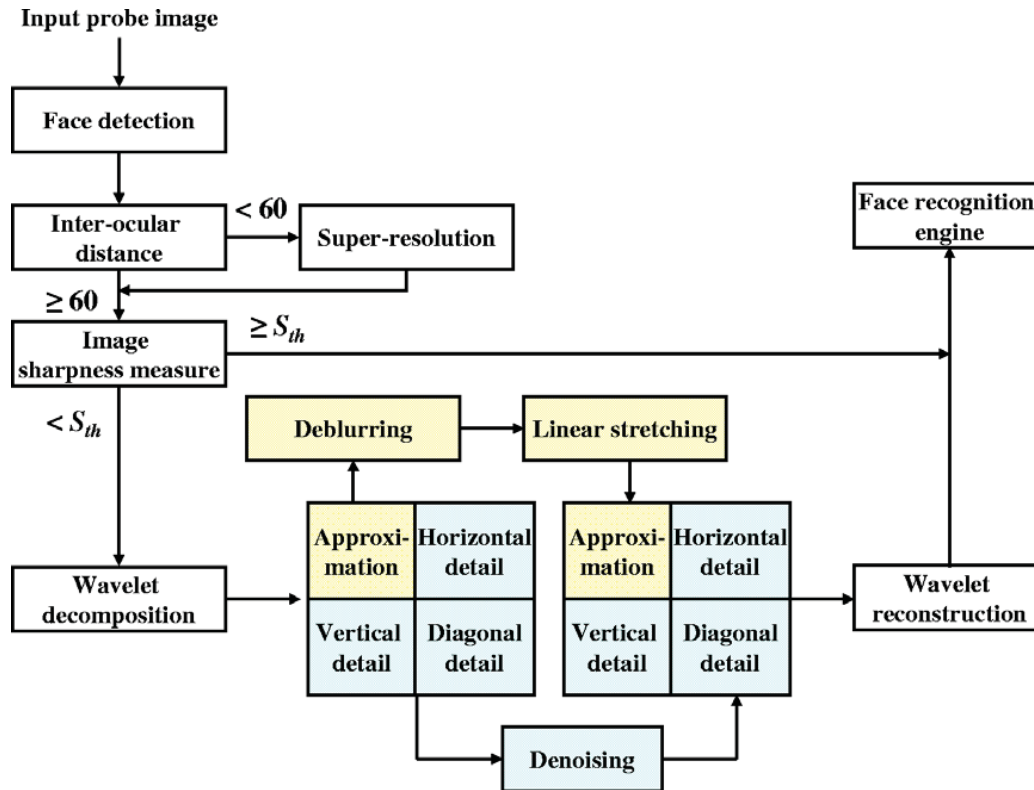 Input probe image
Face detection
Inter-ocular
distance
< 60
Super-resolution
Face recognition
engine
≥ 60
Image
sharpness measure
≥ S_th
< S_th
Deblurring
Linear stretching
Approxi-
mation
Horizontal
detail
Vertical
detail
Diagonal
detail
Approxi-
mation
Horizontal
detail
Vertical
detail
Diagonal
detail
Wavelet
decomposition
Wavelet
reconstruction
Denoising